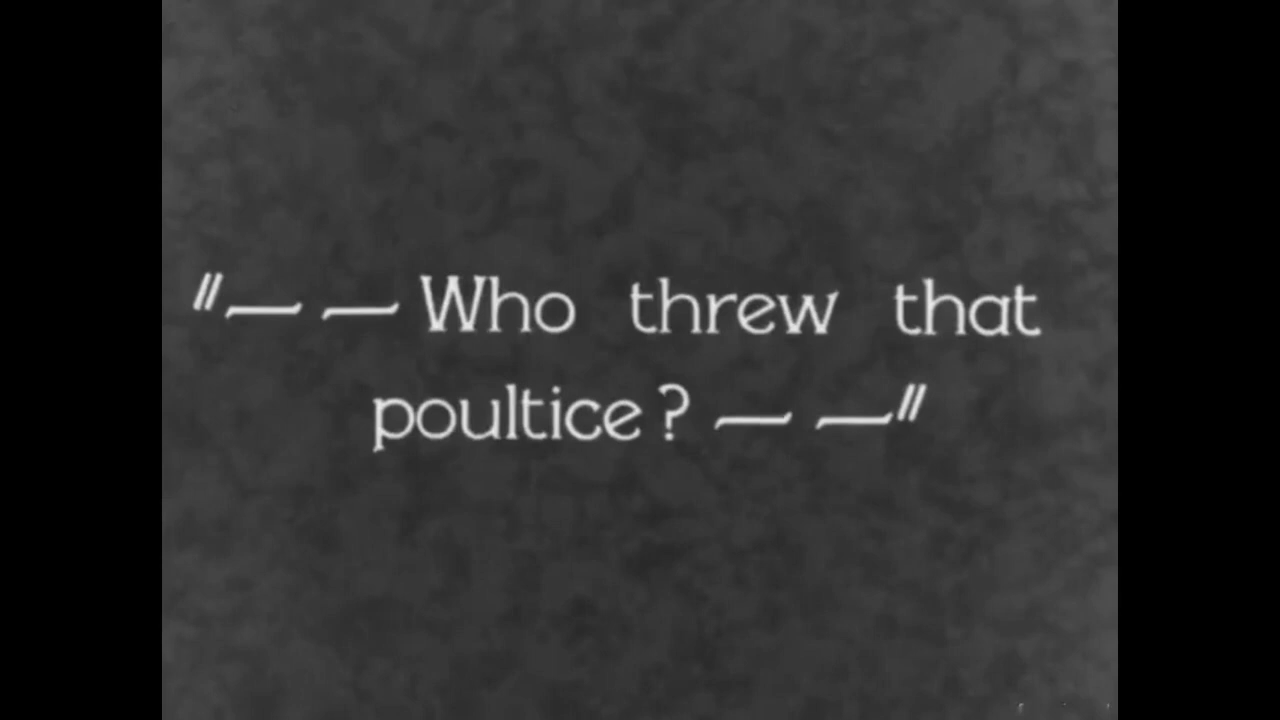 "— — Who threw that
poultice? — —"